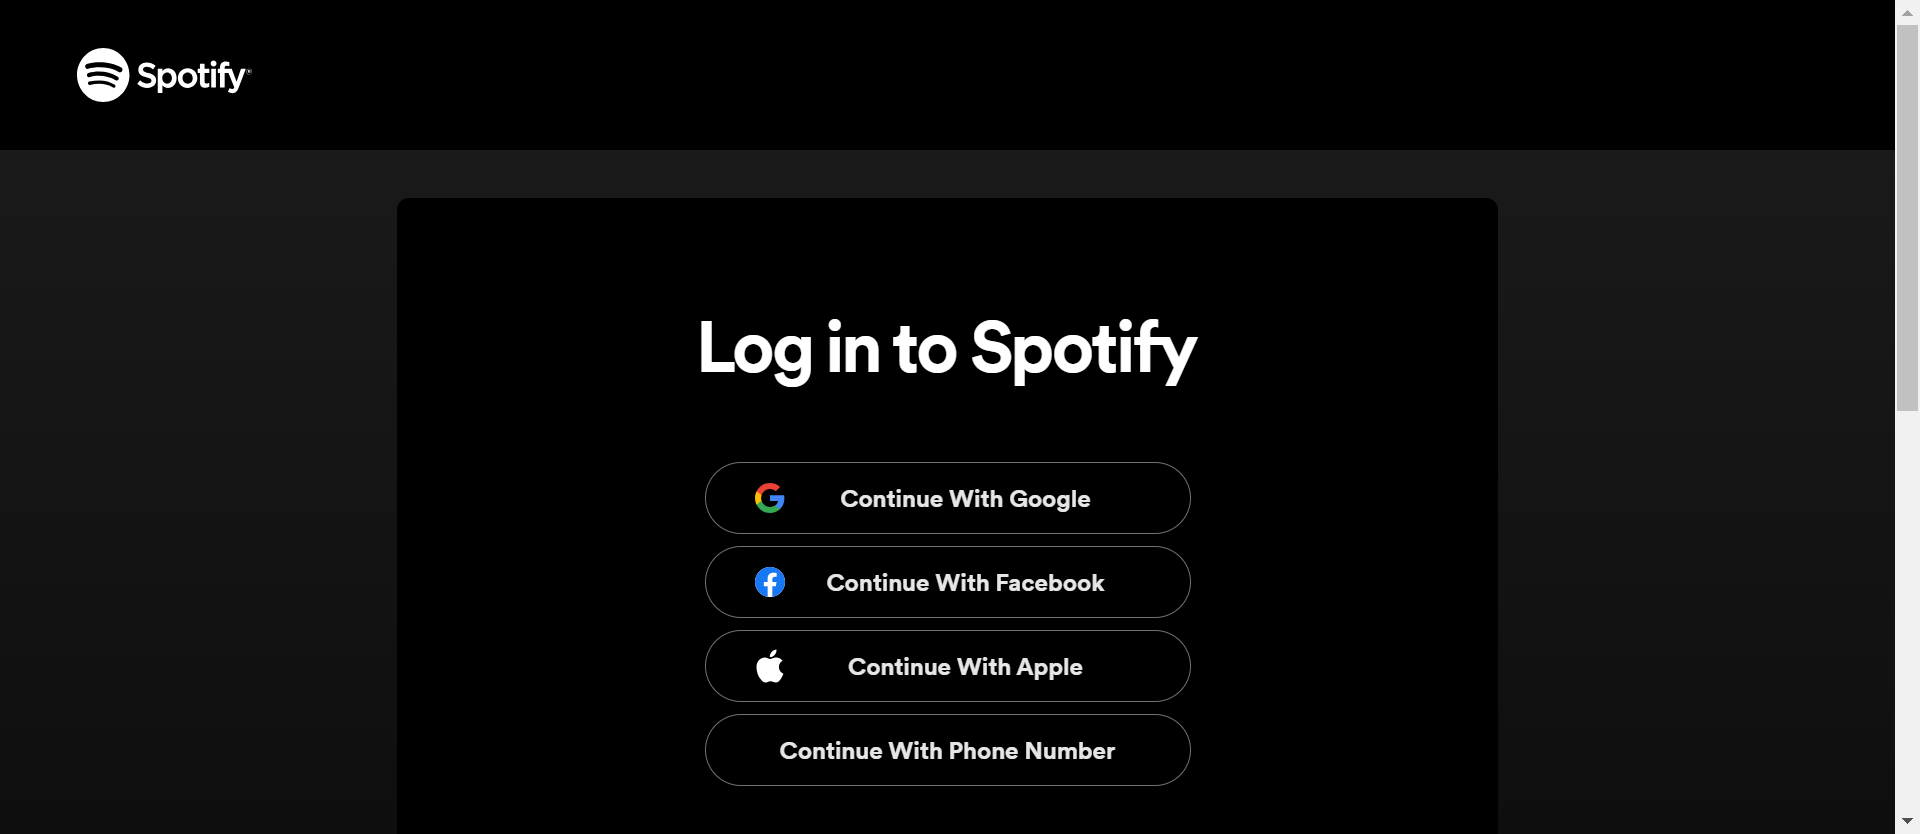 Spotify
Log in to Spotify
Continue With Google
Continue With Facebook
Continue With Apple
Continue With Phone Number